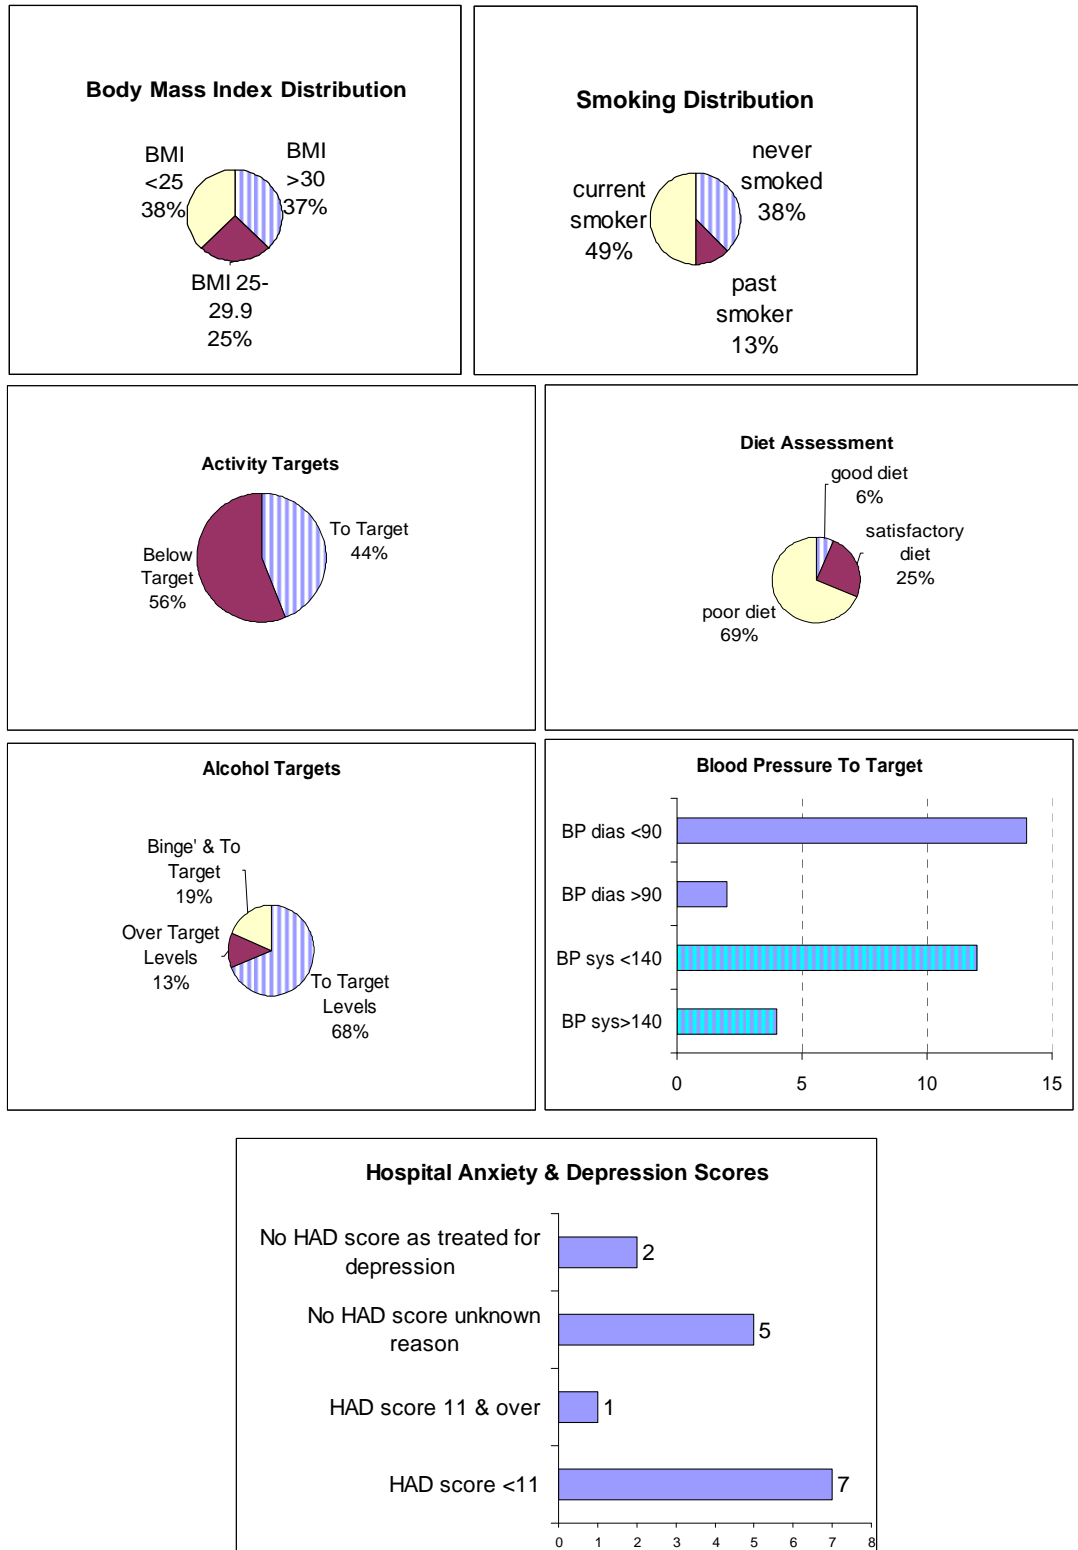 Body Mass Index Distribution
BMI
<25
38%
BMI
>30
37%
BMI 25-
29.9
25%
Smoking Distribution
never
smoked
38%
current
smoker
49%
past
smoker
13%
Activity Targets
To Target
44%
Below
Target
56%
Diet Assessment
good diet
6%
satisfactory
diet
25%
poor diet
69%
Alcohol Targets
Binge' & To
Target
19%
Over Target
Levels
13%
To Target
Levels
68%
Blood Pressure To Target
BP dias <90
BP dias >90
BP sys <140
BP sys>140
0 5 10 15
Hospital Anxiety & Depression Scores
No HAD score as treated for
depression
2
No HAD score unknown
reason
5
HAD score 11 & over
1
HAD score <11
7
0 1 2 3 4 5 6 7 8